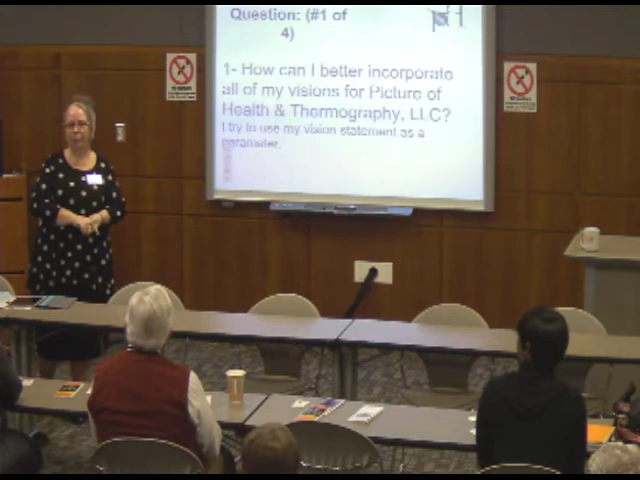 Question: (#1 of
4)
1- How can I better incorporate
all of my visions for Picture of
Health & Thermography, LLC?
I try to use my vision statement as a
parameter.